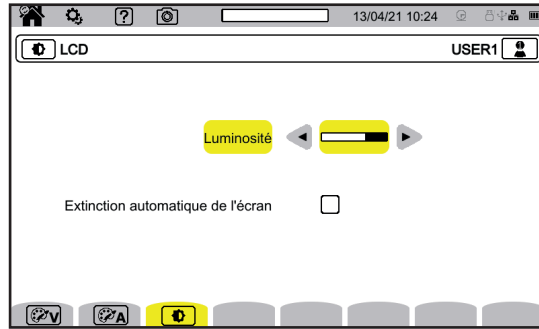 ?
13/04/21 10:24
LCD
USER1
Luminosité
Extinction automatique de l'écran
V
A